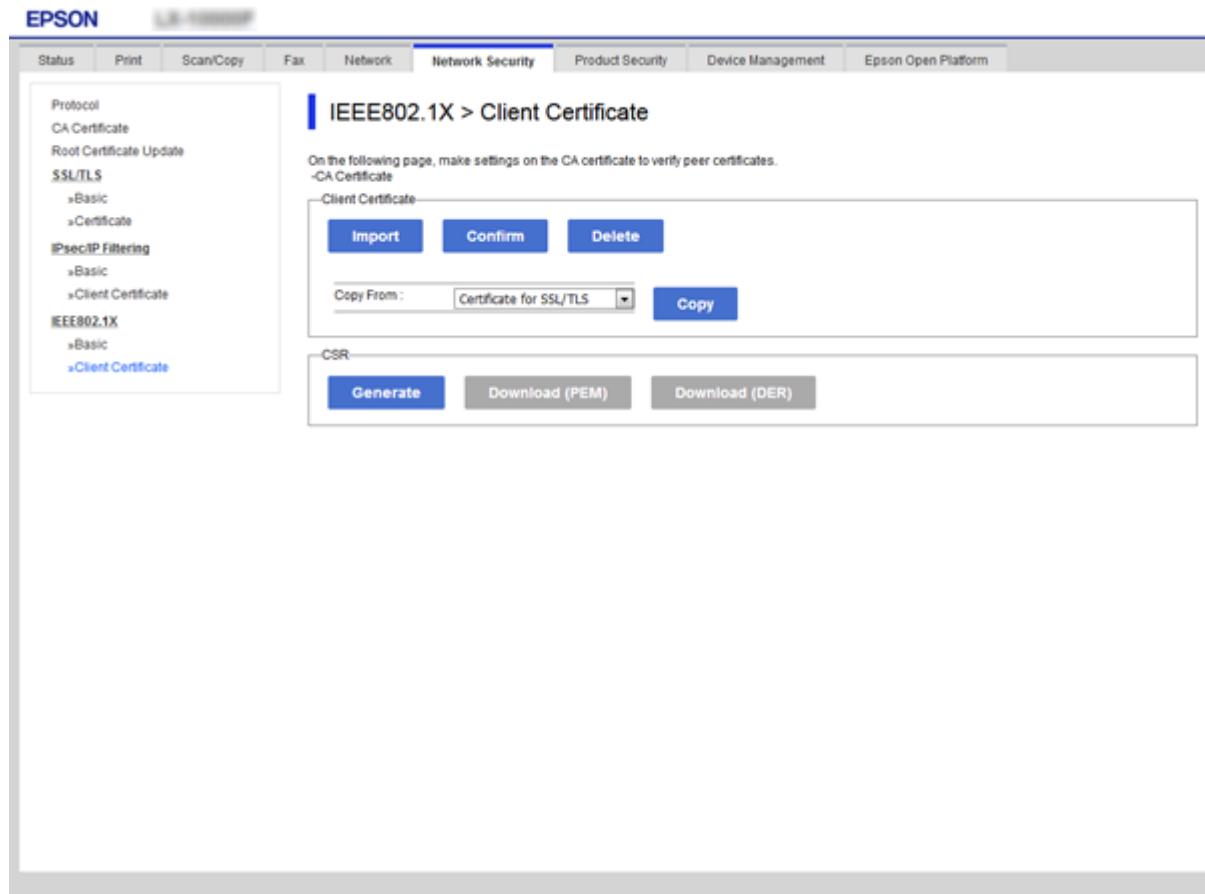 EPSON
Status Print Scan/Copy Fax Network Network Security Product Security Device Management Epson Open Platform
Protocol
CA Certificate
Root Certificate Update
SSL/TLS
»Basic
»Certificate
IPsec/IP Filtering
»Basic
»Client Certificate
IEEE802.1X
»Basic
»Client Certificate
IEEE802.1X > Client Certificate
On the following page, make settings on the CA certificate to verify peer certificates.
-CA Certificate
Client Certificate
Import Confirm Delete
Copy From : Certificate for SSL/TLS Copy
CSR
Generate Download (PEM) Download (DER)